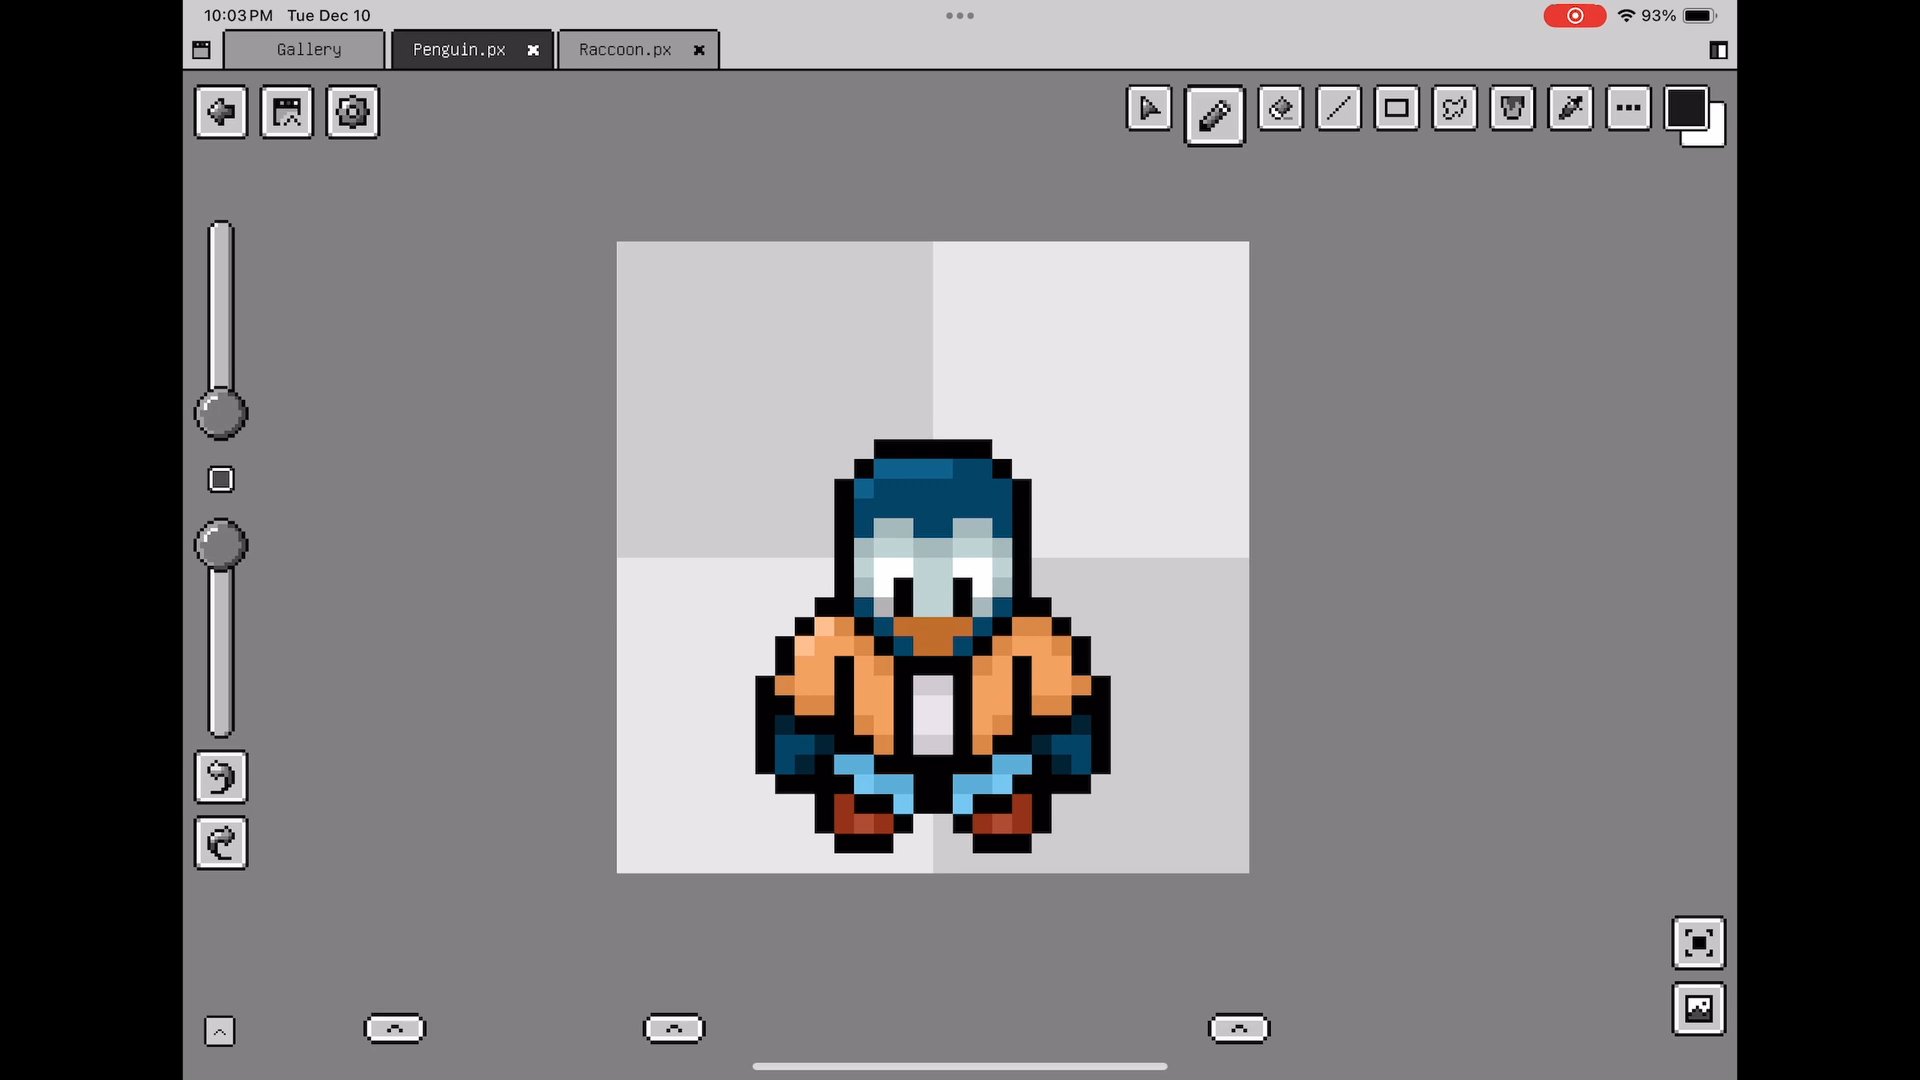 10:03 PM Tue Dec 10
93%
Gallery
Penguin.px
Raccoon.px